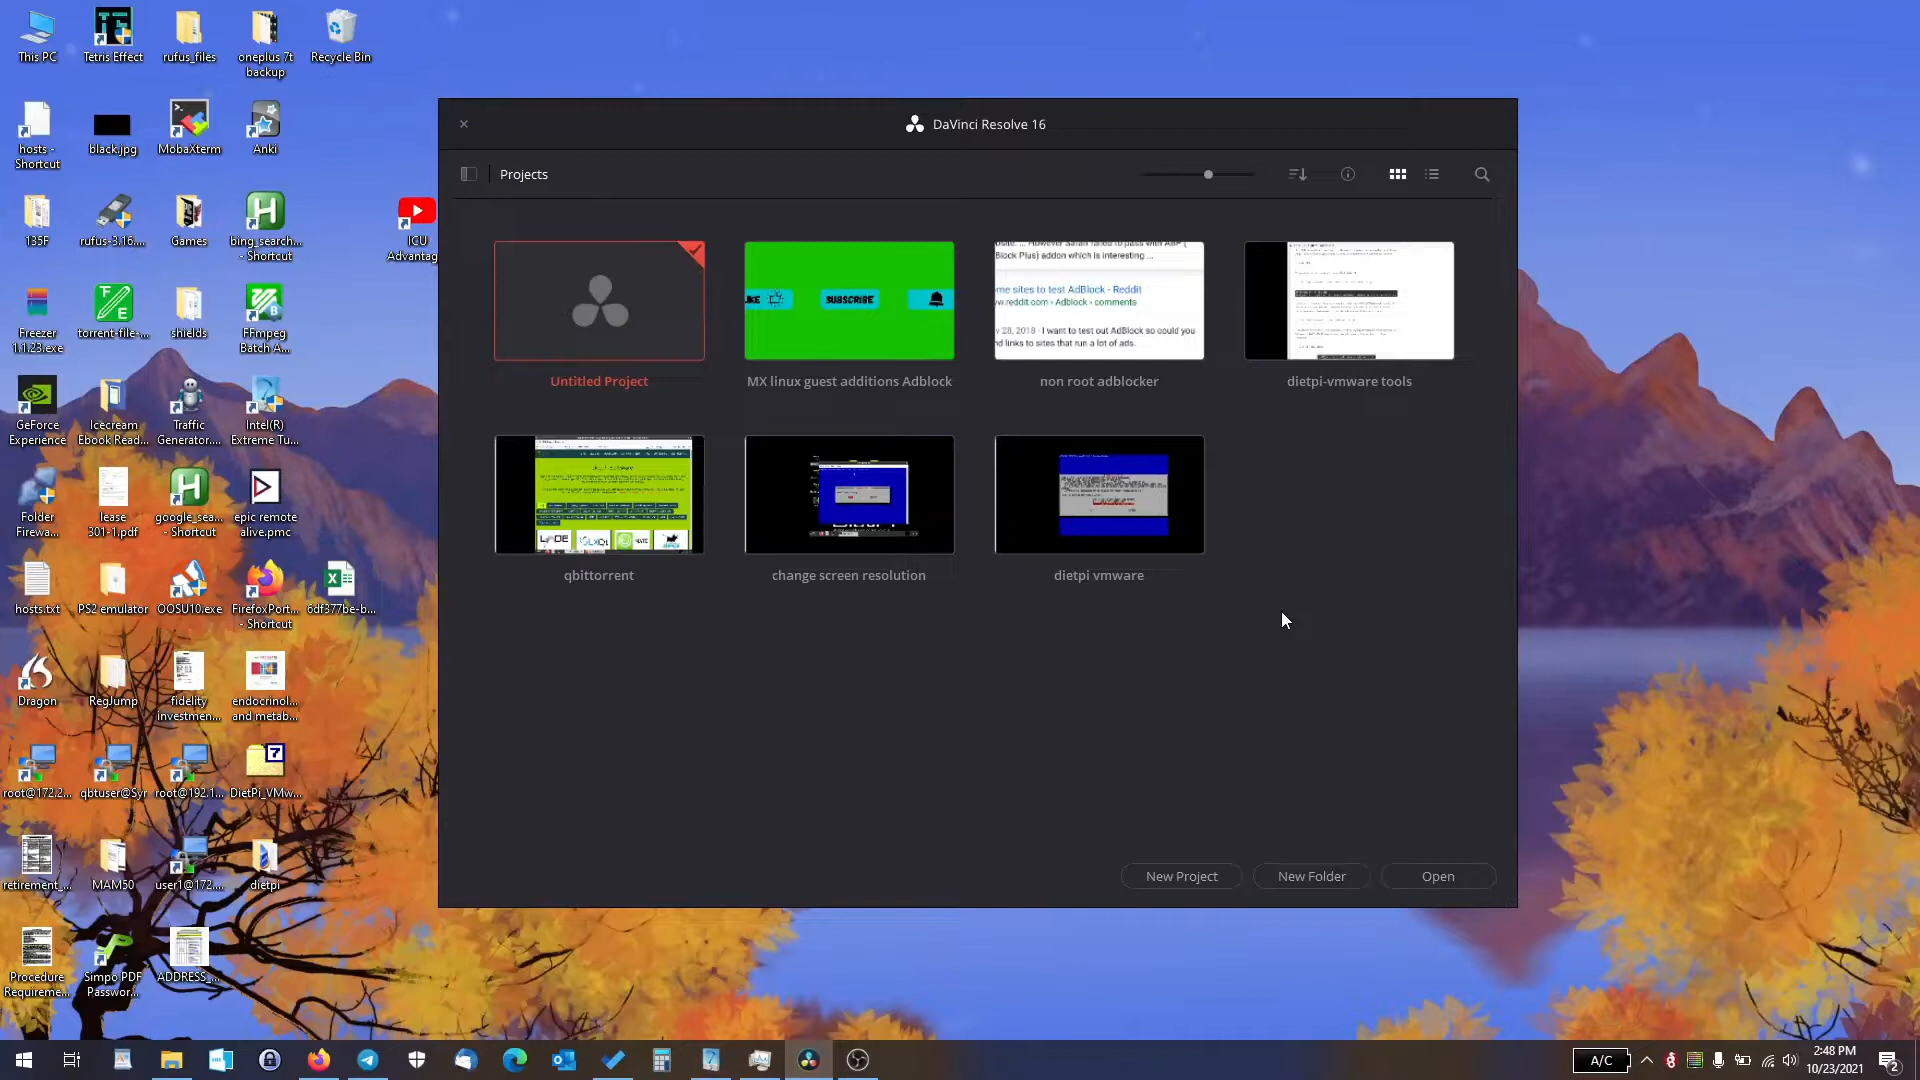 This PC
Tetris Effect
rufus_files
oneplus 7t
backup
Recycle Bin
hosts -
Shortcut
black.jpg
MobaXterm
Anki
135F
rufus-3.16....
Games
bing_search...
- Shortcut
ICU
Advantag
Freezer
1.1.23.exe
torrent-file-...
shields
FFmpeg
Batch A...
GeForce
Experience
Icecream
Ebook Read...
Traffic
Generator....
Intel(R)
Extreme Tu...
Folder
Firewa...
lease
301-1.pdf
google_sea...
- Shortcut
epic remote
alive.pmc
hosts.txt
PS2 emulator
OOSU10.exe
FirefoxPort...
- Shortcut
6df377be-b...
Dragon
RegJump
fidelity
investmen...
endocrinol...
and metab...
root@172.2...
qbtuser@Syr
root@192.1...
DietPi_VMw...
retirement_...
MAM50
user1@172....
dietpi
Procedure
Requireme...
Simpo PDF
Passwor...
ADDRESS_...
DaVinci Resolve 16
Projects
Untitled Project
SUBSCRIBE
MX linux guest additions Adblock
Block Plus) addon which is interesting ...
me sites to test AdBlock - Reddit
w.reddit.com › Adblock › comments
v 28, 2018 · I want to test out AdBlock so could you
nd links to sites that run a lot of ads.
non root adblocker
dietpi-vmware tools
qbittorrent
change screen resolution
dietpi vmware
New Project
New Folder
Open
A/C
2:48 PM
10/23/2021
2